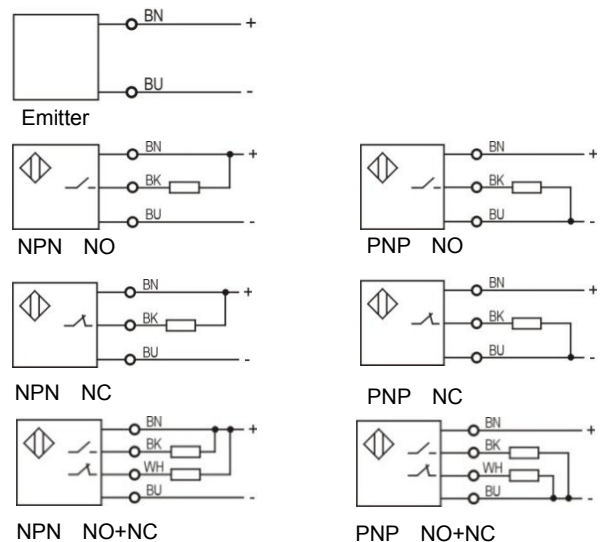 BN +
BU -
Emitter
BN +
BK
BU -
NPN NO
BN +
BK
BU -
PNP NO
BN +
BK
BU -
NPN NC
BN +
BK
BU -
PNP NC
BN +
BK
WH
BU -
NPN NO+NC
BN +
BK
WH
BU -
PNP NO+NC